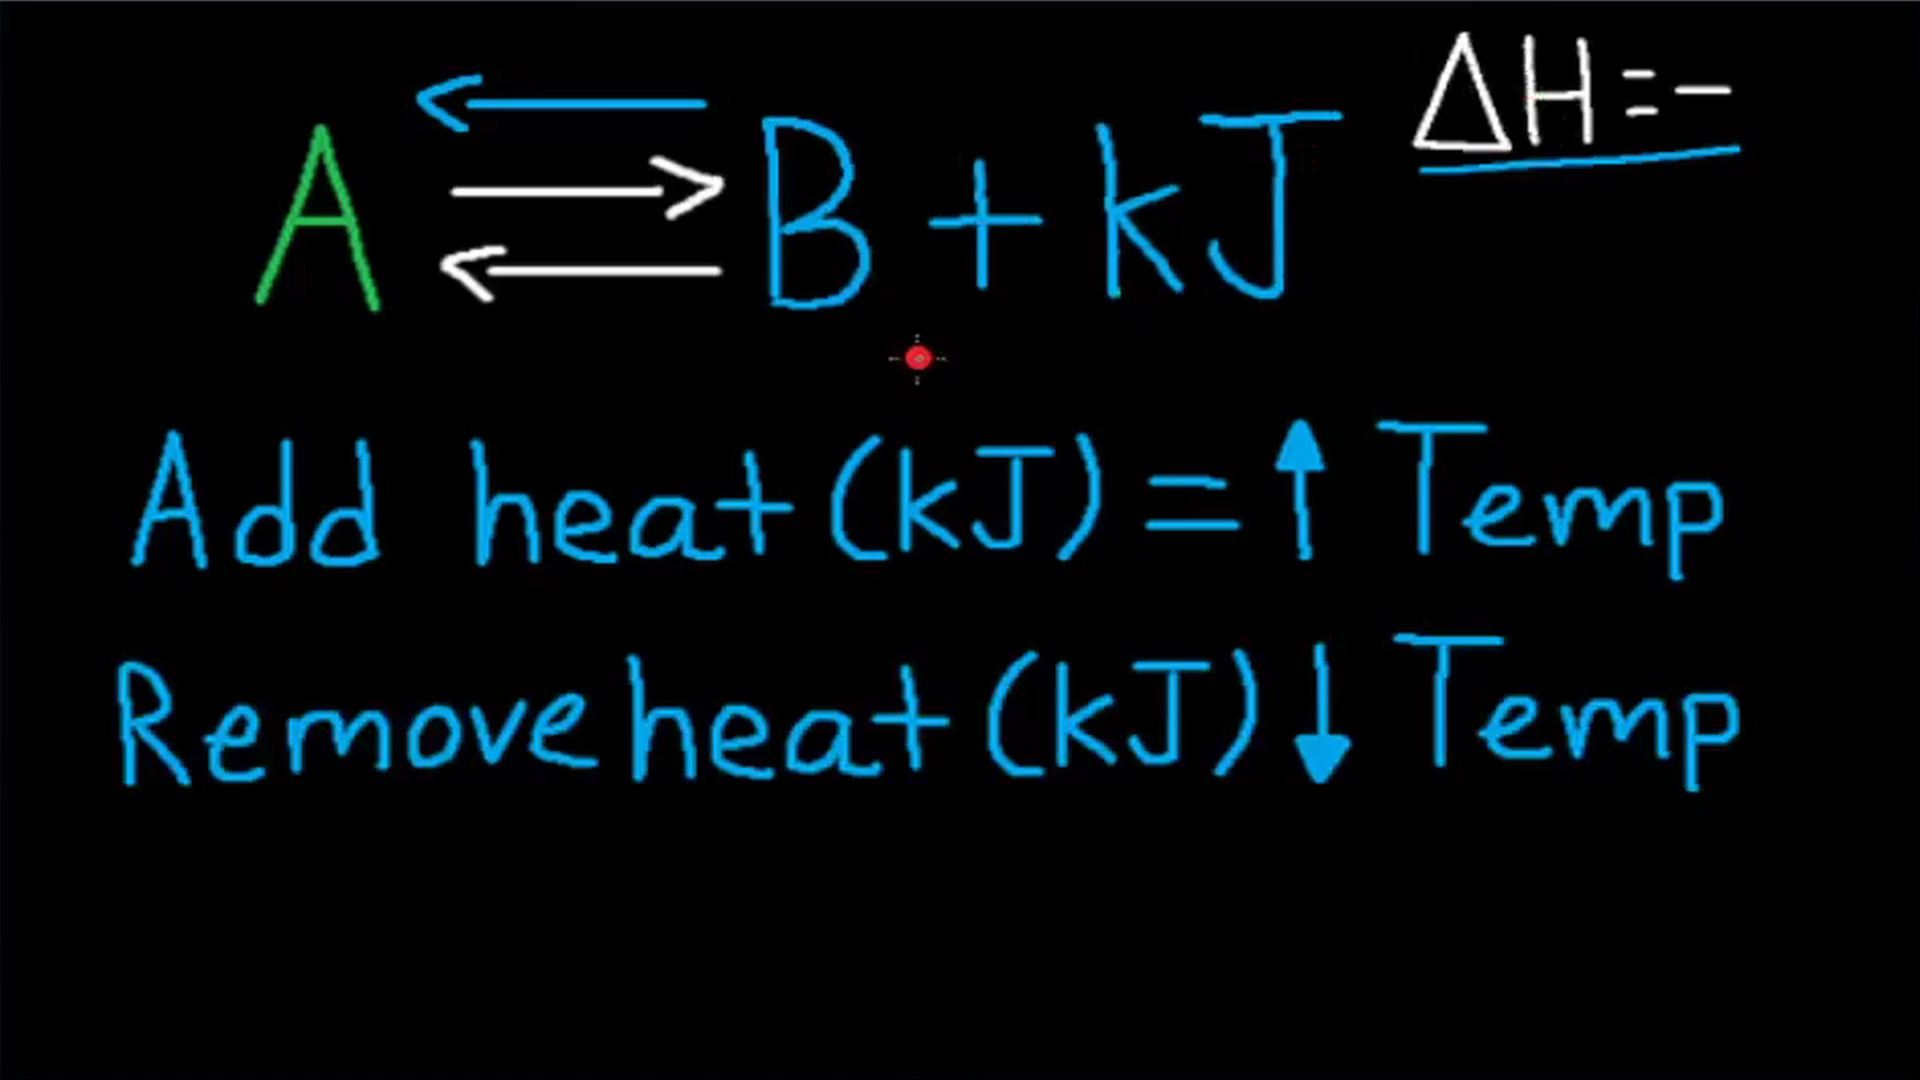 A ⇄ B + kJ ΔH = -
Add heat (kJ) = ↑ Temp
Remove heat (kJ) ↓ Temp